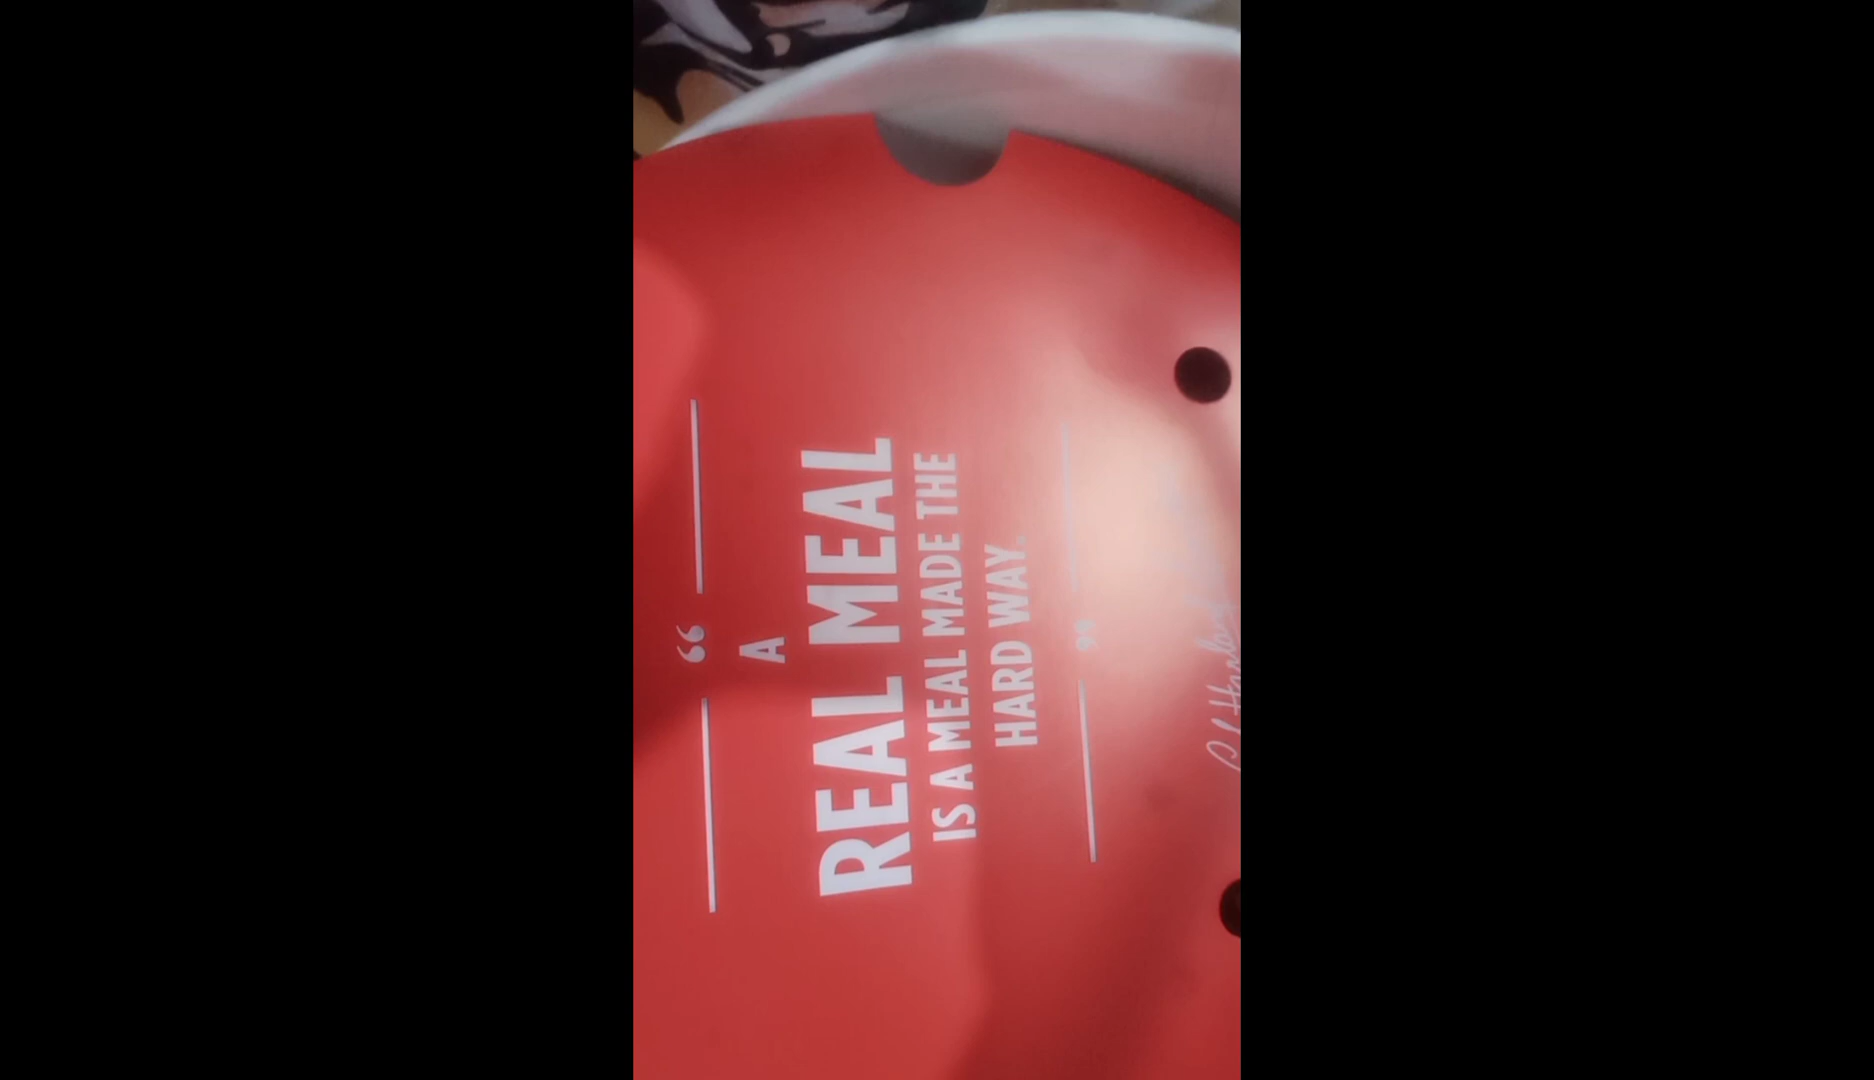 “
A
REAL MEAL
IS A MEAL MADE THE
HARD WAY.
”